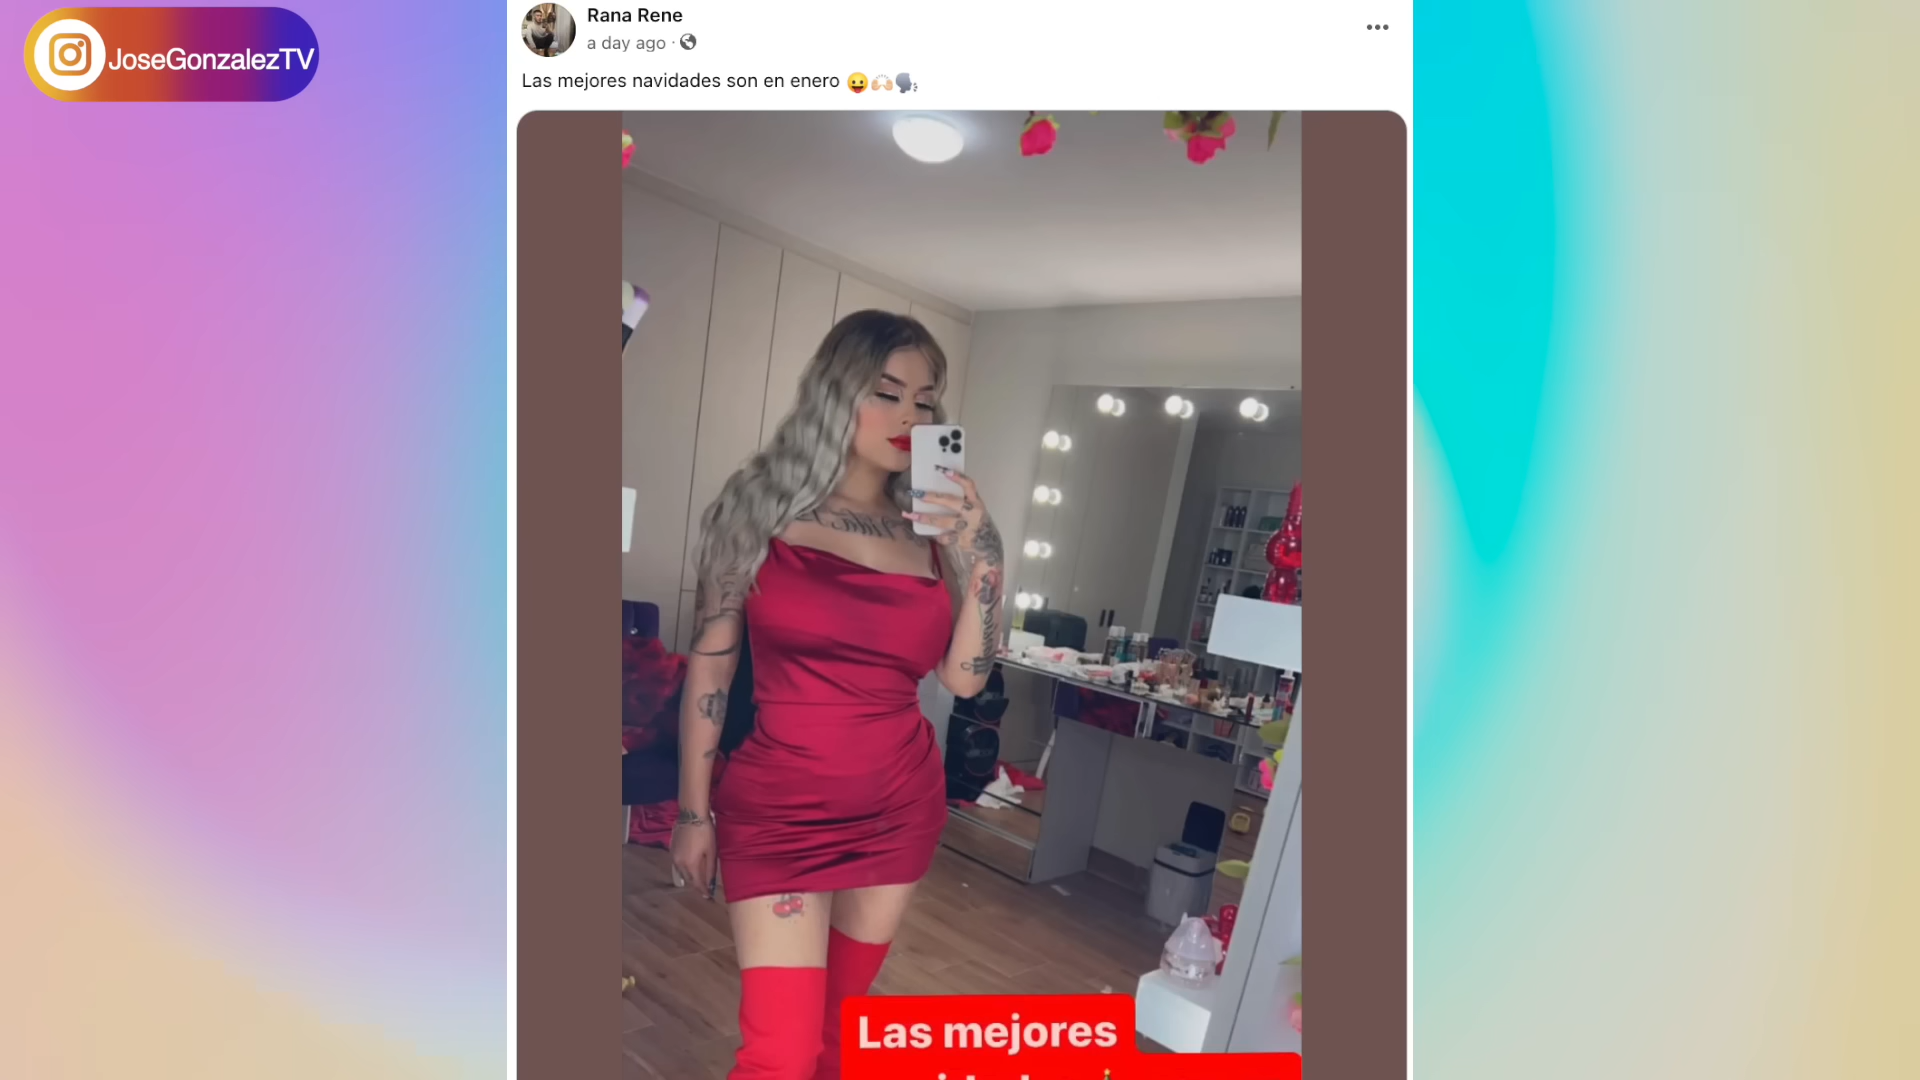 JoseGonzalezTV
Rana Rene
a day ago ·
Las mejores navidades son en enero 😛🙌🏻🗣️
Las mejores